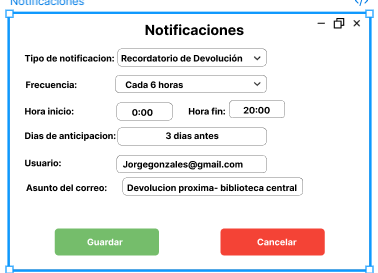 Notificaciones
</>
Notificaciones
Tipo de notificacion: Recordatorio de Devolución
Frecuencia: Cada 6 horas
Hora inicio: 0:00 Hora fin: 20:00
Dias de anticipacion: 3 dias antes
Usuario: Jorgegonzales@gmail.com
Asunto del correo: Devolucion proxima- biblioteca central
Guardar Cancelar